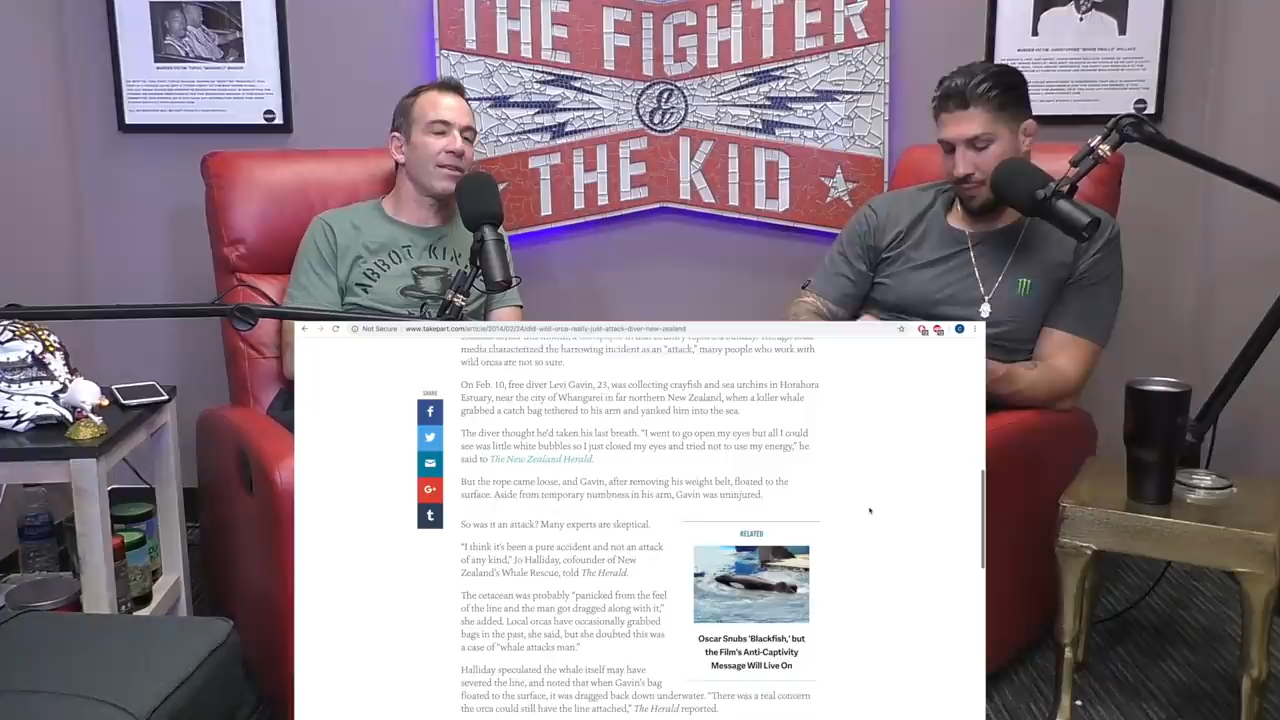 THE FIGHTER
&
THE KID
ABBOT KIN
Not Secure
www.takepart.com/article/2014/02/24/did-wild-orca-really-just-attack-diver-new-zealand
media characterized the harrowing incident as an "attack," many people who work with
wild orcas are not so sure.
SHARE
On Feb. 10, free diver Levi Gavin, 23, was collecting crayfish and sea urchins in Horahora
Estuary, near the city of Whangarei in far northern New Zealand, when a killer whale
grabbed a catch bag tethered to his arm and yanked him into the sea.
The diver thought he'd taken his last breath. "I went to go open my eyes but all I could
see was little white bubbles so I just closed my eyes and tried not to use my energy," he
said to The New Zealand Herald.
But the rope came loose, and Gavin, after removing his weight belt, floated to the
surface. Aside from temporary numbness in his arm, Gavin was uninjured.
So was it an attack? Many experts are skeptical.
"I think it's been a pure accident and not an attack
of any kind," Jo Halliday, cofounder of New
Zealand's Whale Rescue, told The Herald.
The cetacean was probably "panicked from the feel
of the line and the man got dragged along with it,"
she added. Local orcas have occasionally grabbed
bags in the past, she said, but she doubted this was
a case of "whale attacks man."
RELATED
Oscar Snubs 'Blackfish,' but
the Film's Anti-Captivity
Message Will Live On
Halliday speculated the whale itself may have
severed the line, and noted that when Gavin's bag
floated to the surface, it was dragged back down underwater. "There was a real concern
the orca could still have the line attached," The Herald reported.